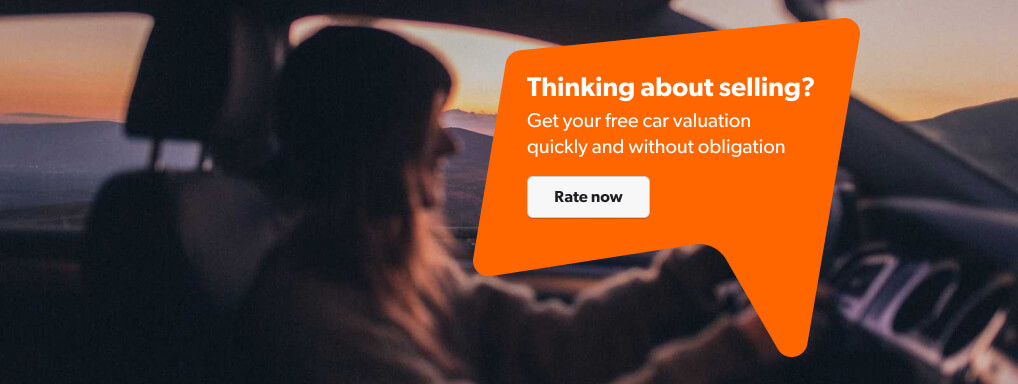 Thinking about selling?
Get your free car valuation
quickly and without obligation
Rate now